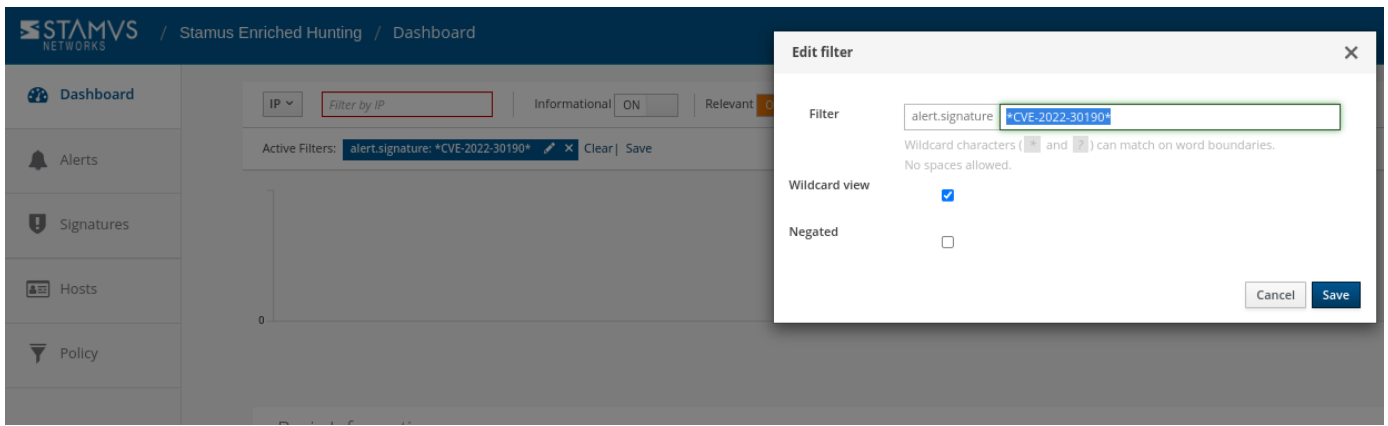 STAMVS
NETWORKS
/ Stamus Enriched Hunting / Dashboard
Edit filter
Dashboard
IP
Filter by IP
Informational ON
Relevant
Filter
alert.signature
*CVE-2022-30190*
Wildcard characters ( * and ? ) can match on word boundaries.
No spaces allowed.
Active Filters: alert.signature: *CVE-2022-30190* Clear| Save
Alerts
Wildcard view
Signatures
Negated
Hosts
Cancel
Save
0
Policy